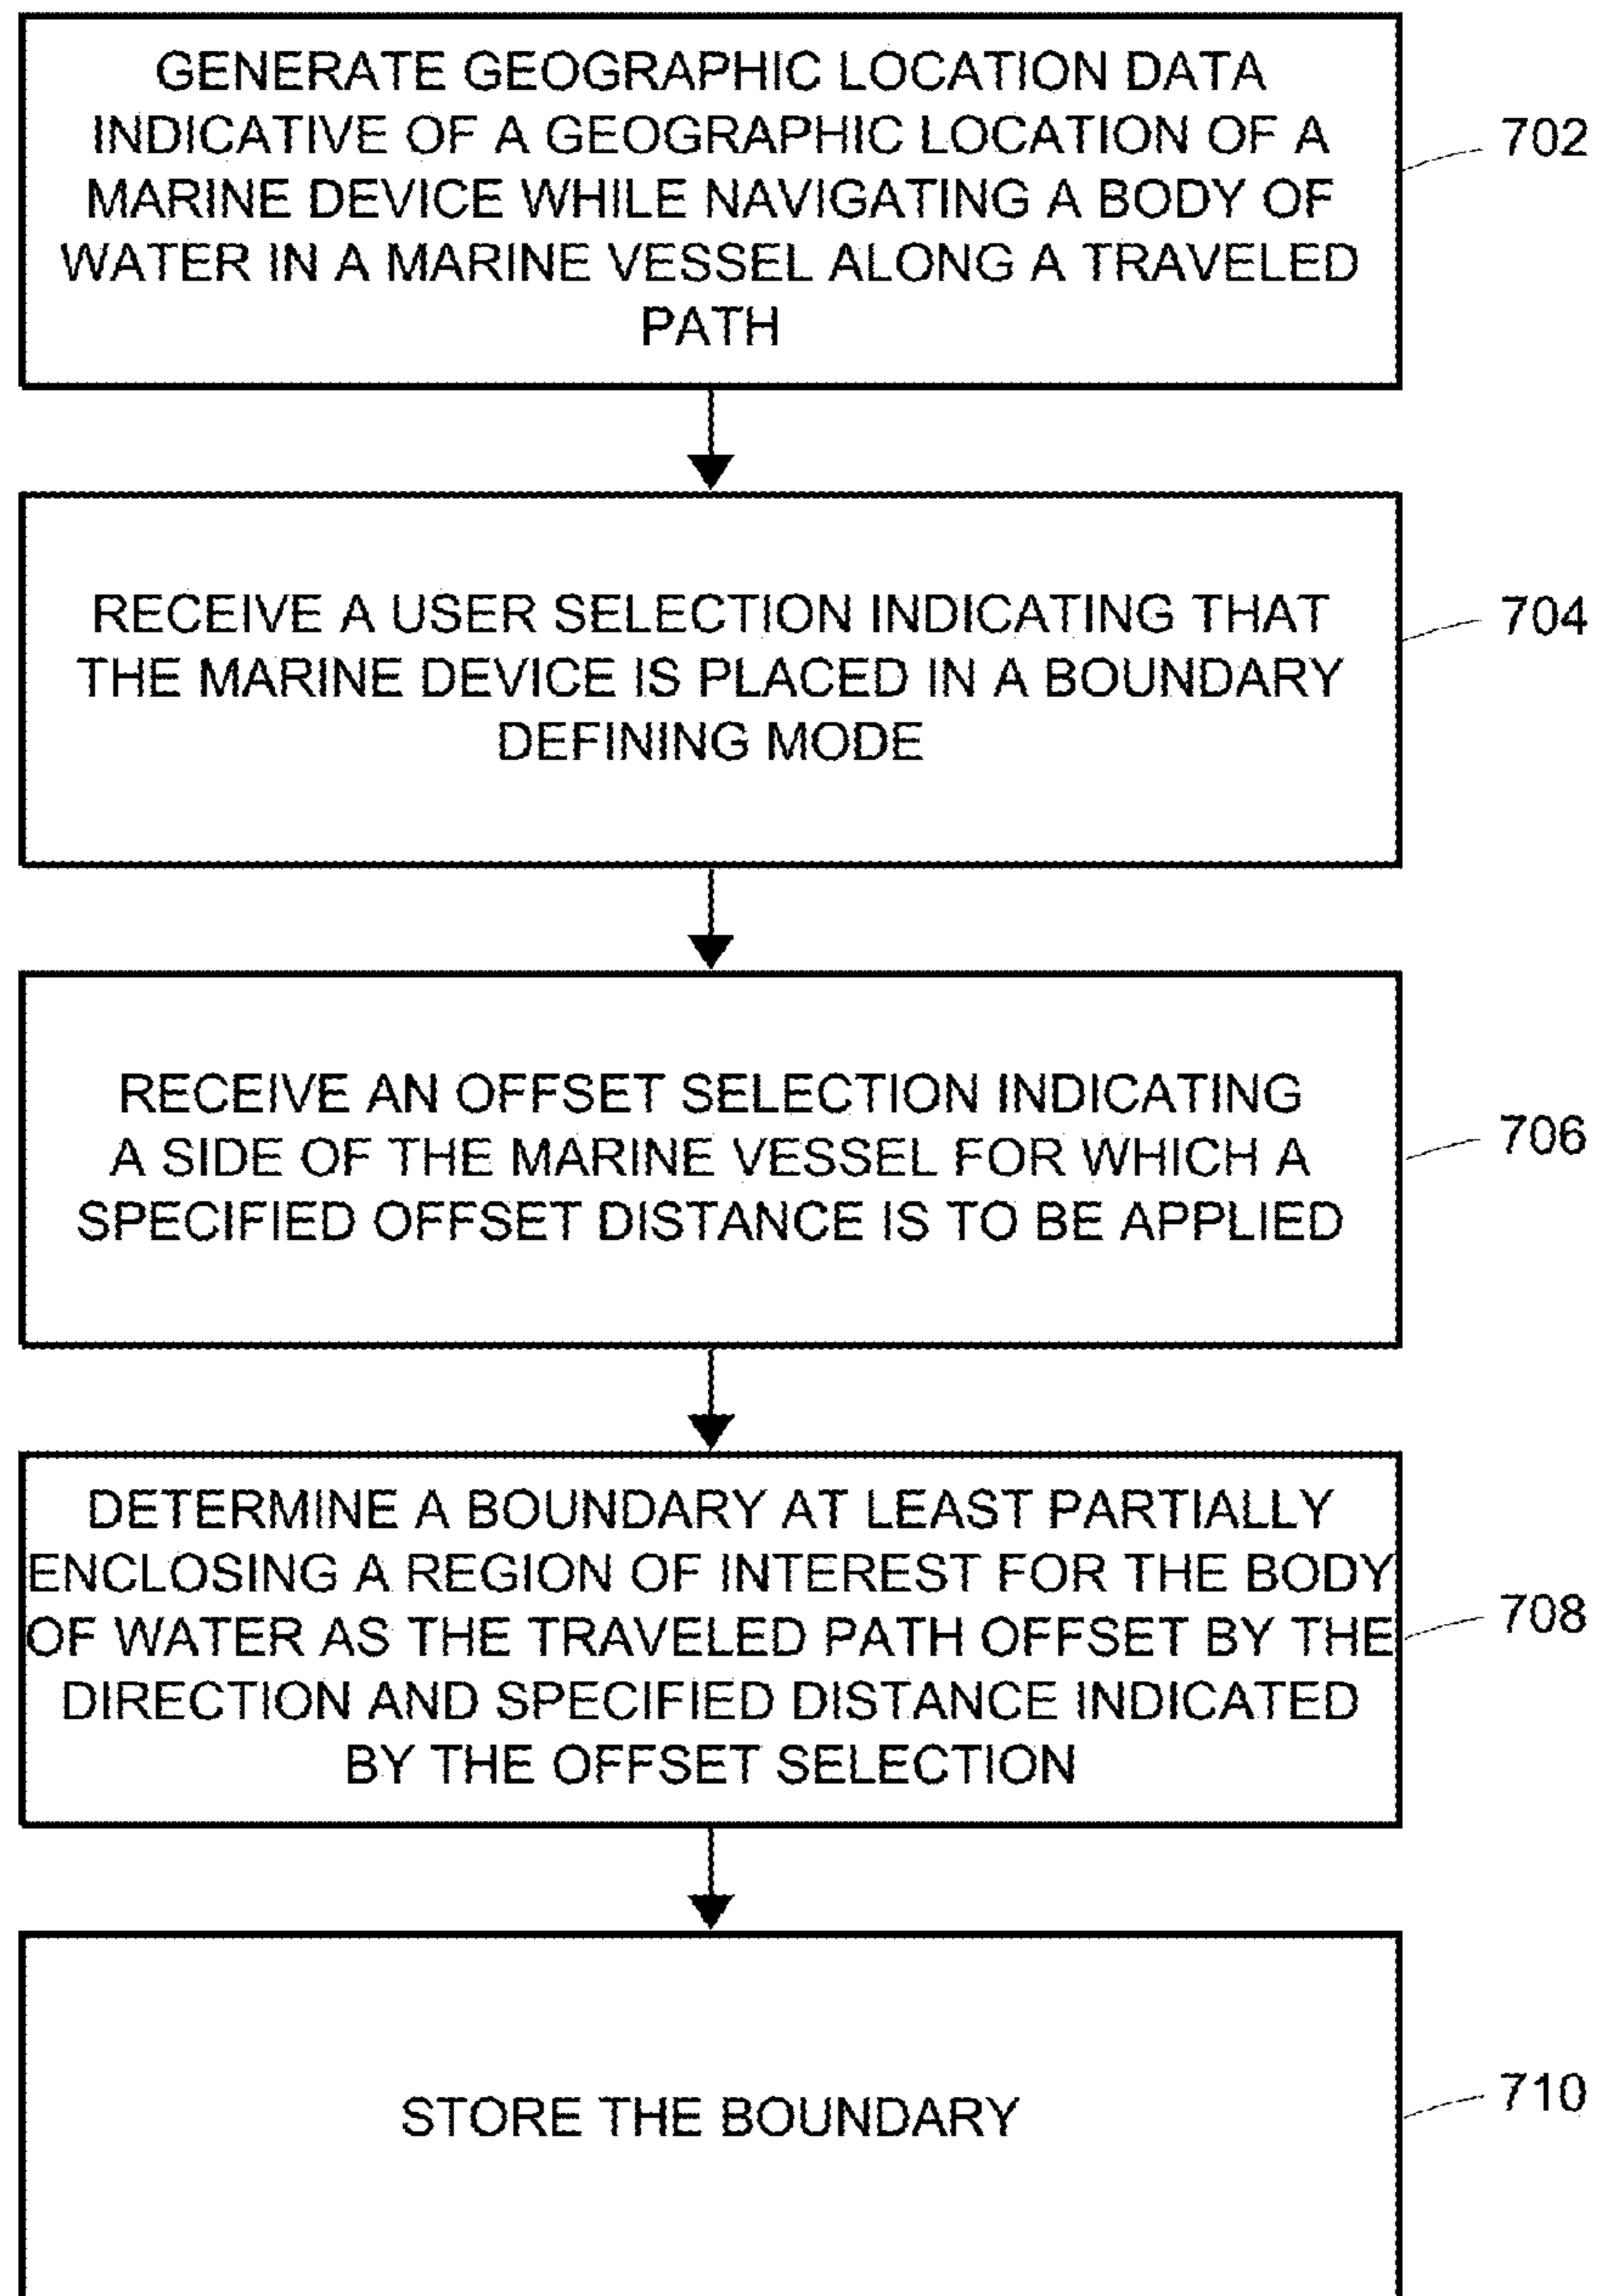 GENERATE GEOGRAPHIC LOCATION DATA
INDICATIVE OF A GEOGRAPHIC LOCATION OF A
MARINE DEVICE WHILE NAVIGATING A BODY OF
WATER IN A MARINE VESSEL ALONG A TRAVELED
PATH
702
RECEIVE A USER SELECTION INDICATING THAT
THE MARINE DEVICE IS PLACED IN A BOUNDARY
DEFINING MODE
704
RECEIVE AN OFFSET SELECTION INDICATING
A SIDE OF THE MARINE VESSEL FOR WHICH A
SPECIFIED OFFSET DISTANCE IS TO BE APPLIED
706
DETERMINE A BOUNDARY AT LEAST PARTIALLY
ENCLOSING A REGION OF INTEREST FOR THE BODY
OF WATER AS THE TRAVELED PATH OFFSET BY THE
DIRECTION AND SPECIFIED DISTANCE INDICATED
BY THE OFFSET SELECTION
708
STORE THE BOUNDARY
710